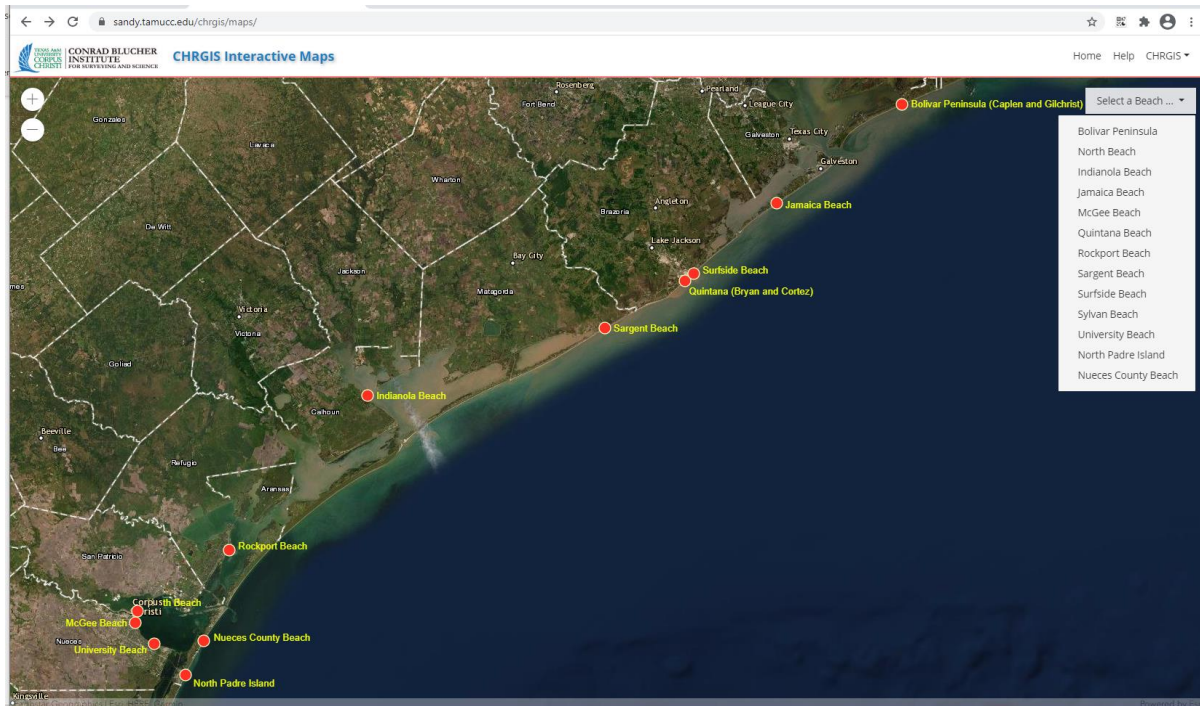 sandy.tamucc.edu/chrgis/maps/
TEXAS A&M
UNIVERSITY
CORPUS
CHRISTI
CONRAD BLUCHER
INSTITUTE
FOR SURVEYING AND SCIENCE
CHRGIS Interactive Maps
Home Help CHRGIS
Select a Beach ...
Bolivar Peninsula
North Beach
Indianola Beach
Jamaica Beach
McGee Beach
Quintana Beach
Rockport Beach
Sargent Beach
Surfside Beach
Sylvan Beach
University Beach
North Padre Island
Nueces County Beach
Rosenberg
Pearland
Fort Bend
League City
Bolivar Peninsula (Caplen and Gilchrist)
Gonzales
Galveston
Texas City
Lavaca
Galveston
Wharton
Angleton
Jamaica Beach
Brazoria
De Witt
Lake Jackson
Bay City
Jackson
Surfside Beach
Matagorda
Quintana (Bryan and Cortez)
Victoria
Sargent Beach
Victoria
Goliad
Indianola Beach
Calhoun
Beeville
Bee
Refugio
Aransas
Rockport Beach
San Patricio
Corpus
th Beach
risti
McGee Beach
Nueces County Beach
Nueces
University Beach
North Padre Island
Kingsville
Powered by